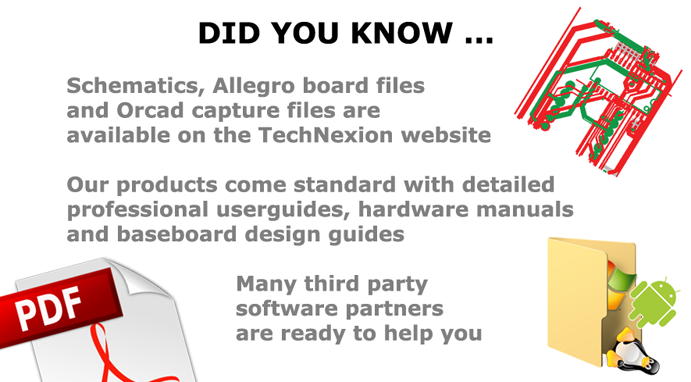 DID YOU KNOW ...
Schematics, Allegro board files
and Orcad capture files are
available on the TechNexion website
Our products come standard with detailed
professional userguides, hardware manuals
and baseboard design guides
Many third party
software partners
are ready to help you
PDF